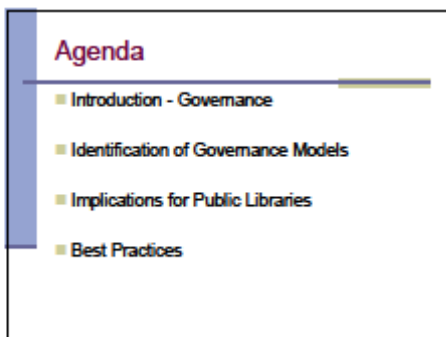 Agenda
Introduction - Governance
Identification of Governance Models
Implications for Public Libraries
Best Practices